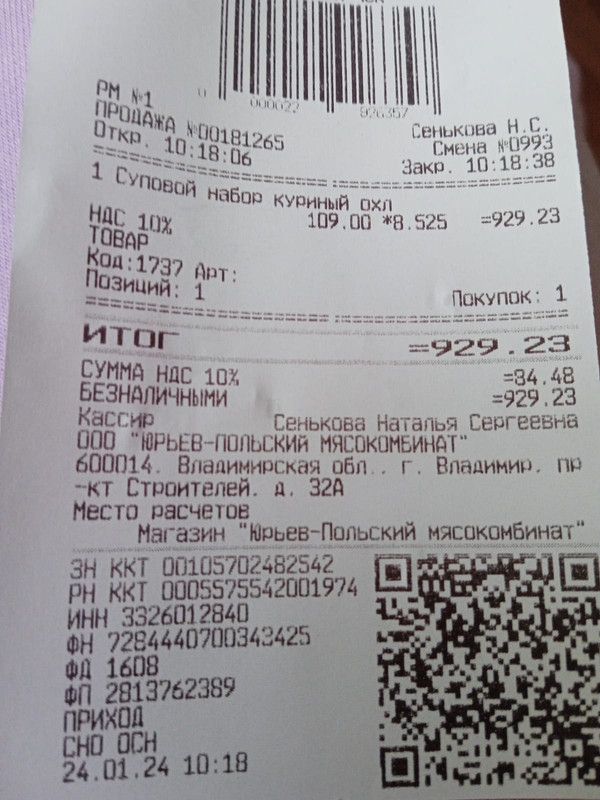 0 000022 926357
РМ №1
ПРОДАЖА №00181265 Сенькова Н.С.
Откр. 10:18:06 Смена №0993
Закр. 10:18:38
1 Суповой набор куриный охл
109.00 *8.525 =929.23
НДС 10%
ТОВАР
Код:1737 Арт:
Позиций: 1 Покупок: 1
ИТОГ =929.23
СУММА НДС 10% =84.48
БЕЗНАЛИЧНЫМИ =929.23
Кассир Сенькова Наталья Сергеевна
ООО "ЮРЬЕВ-ПОЛЬСКИЙ МЯСОКОМБИНАТ"
600014. Владимирская обл.. г. Владимир. пр
-кт Строителей. д. 32А
Место расчетов
Магазин "Юрьев-Польский мясокомбинат"
ЗН ККТ 00105702482542
РН ККТ 0005575542001974
ИНН 3326012840
ФН 7284440700343425
ФД 1608
ФП 2813762389
ПРИХОД
СНО ОСН
24.01.24 10:18